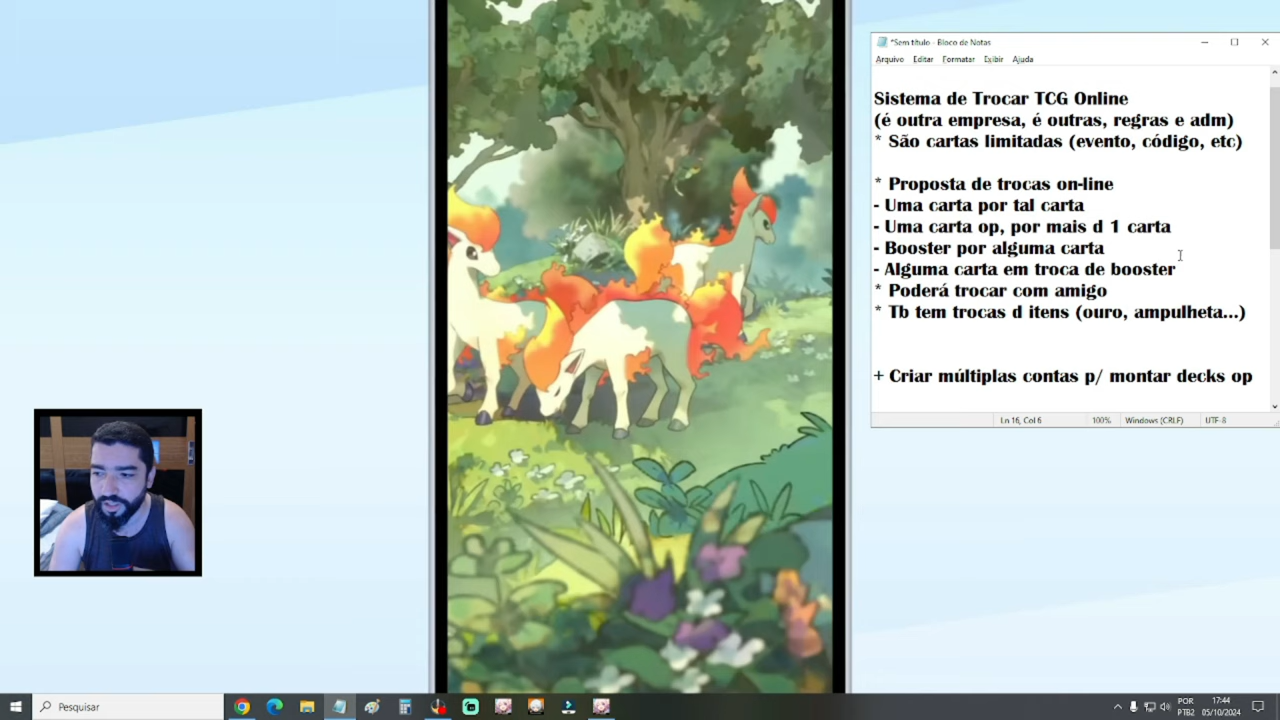 *Sem título - Bloco de Notas
Arquivo Editar Formatar Exibir Ajuda
Sistema de Trocar TCG Online
(é outra empresa, é outras, regras e adm)
* São cartas limitadas (evento, código, etc)
* Proposta de trocas on-line
- Uma carta por tal carta
- Uma carta op, por mais d 1 carta
- Booster por alguma carta
- Alguma carta em troca de booster
* Poderá trocar com amigo
* Tb tem trocas d itens (ouro, ampulheta...)
+ Criar múltiplas contas p/ montar decks op
Ln 16, Col 6 100% Windows (CRLF) UTF-8
Pesquisar
POR 17:44
PTB2 05/10/2024